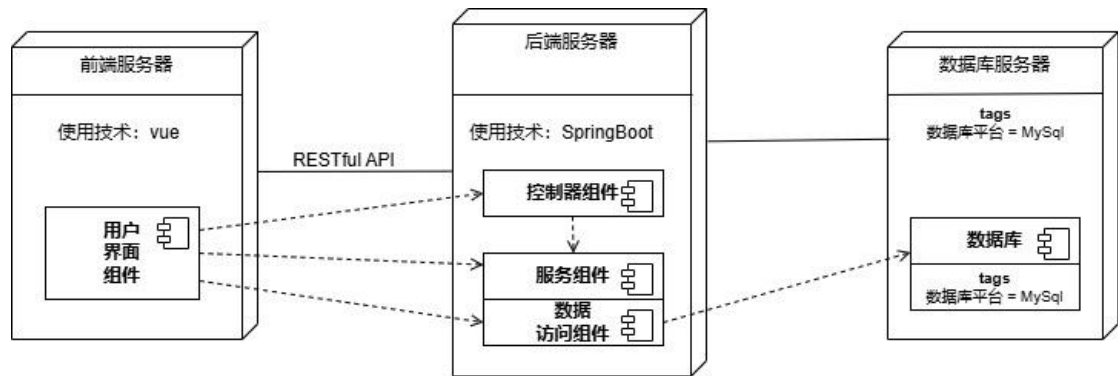 前端服务器
使用技术：vue
用户
界面
组件
RESTful API
后端服务器
使用技术：SpringBoot
控制器组件
服务组件
数据
访问组件
数据库服务器
tags
数据库平台 = MySql
数据库
tags
数据库平台 = MySql